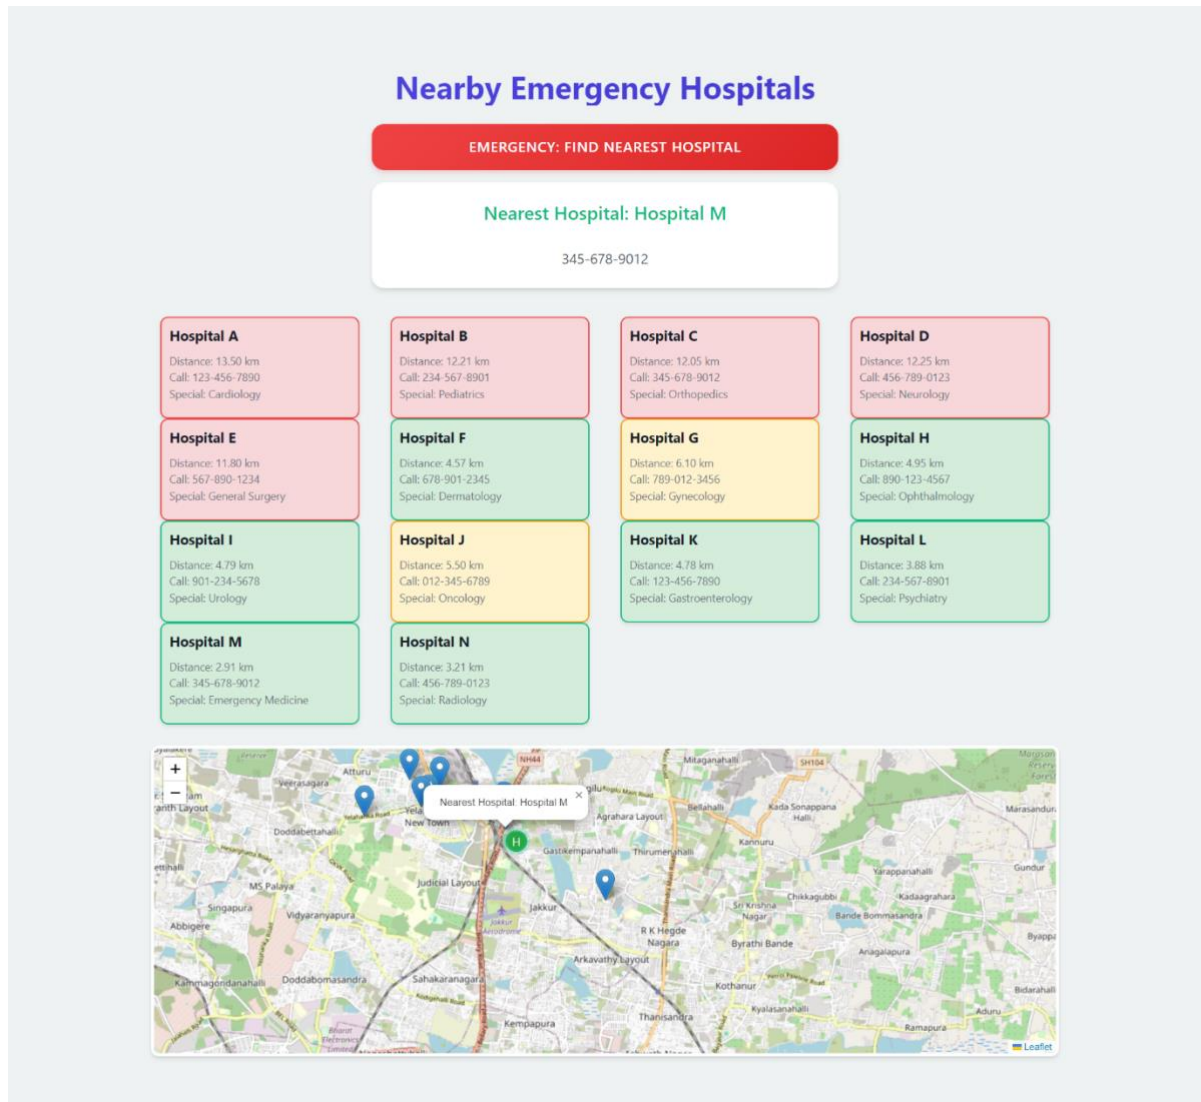 Nearby Emergency Hospitals
EMERGENCY: FIND NEAREST HOSPITAL
Nearest Hospital: Hospital M
345-678-9012
Hospital A
Distance: 13.50 km
Call: 123-456-7890
Special: Cardiology
Hospital B
Distance: 12.21 km
Call: 234-567-8901
Special: Pediatrics
Hospital C
Distance: 12.05 km
Call: 345-678-9012
Special: Orthopedics
Hospital D
Distance: 12.25 km
Call: 456-789-0123
Special: Neurology
Hospital E
Distance: 11.80 km
Call: 567-890-1234
Special: General Surgery
Hospital F
Distance: 4.57 km
Call: 678-901-2345
Special: Dermatology
Hospital G
Distance: 6.10 km
Call: 789-012-3456
Special: Gynecology
Hospital H
Distance: 4.95 km
Call: 890-123-4567
Special: Ophthalmology
Hospital I
Distance: 4.79 km
Call: 901-234-5678
Special: Urology
Hospital J
Distance: 5.50 km
Call: 012-345-6789
Special: Oncology
Hospital K
Distance: 4.78 km
Call: 123-456-7890
Special: Gastroenterology
Hospital L
Distance: 3.88 km
Call: 234-567-8901
Special: Psychiatry
Hospital M
Distance: 2.91 km
Call: 345-678-9012
Special: Emergency Medicine
Hospital N
Distance: 3.21 km
Call: 456-789-0123
Special: Radiology
+
−
NH44
Mitaganahalli
SH104
Atturu
Veerasagara
Layout
Nearest Hospital: Hospital M
×
New Town
Agrahara Layout
Bellahalli
Kada Sonappana
Halli
Marasandur
Doddabettahalli
H
Gastikempanahalli
Thirumenahalli
Kannuru
MS Palaya
Judicial Layout
Yarappanahalli
Gundur
Singapura
Vidyaranyapura
Jakkur
Jakkur
Aerodrome
Sri Krishna
Nagar
Chikkagubbi
Kadaagrahara
Bande Bommasandra
Abbigere
R K Hegde
Nagara
Byrathi Bande
Anagalapura
Byappa
Arkavathy Layout
Kammagondanahalli
Doddabomasandra
Sahakaranagara
Kothanur
Bidarahall
Kyalasanahalli
Aduru
Kempapura
Thanisandra
Ramapura
Bharat
Electronics
Leaflet